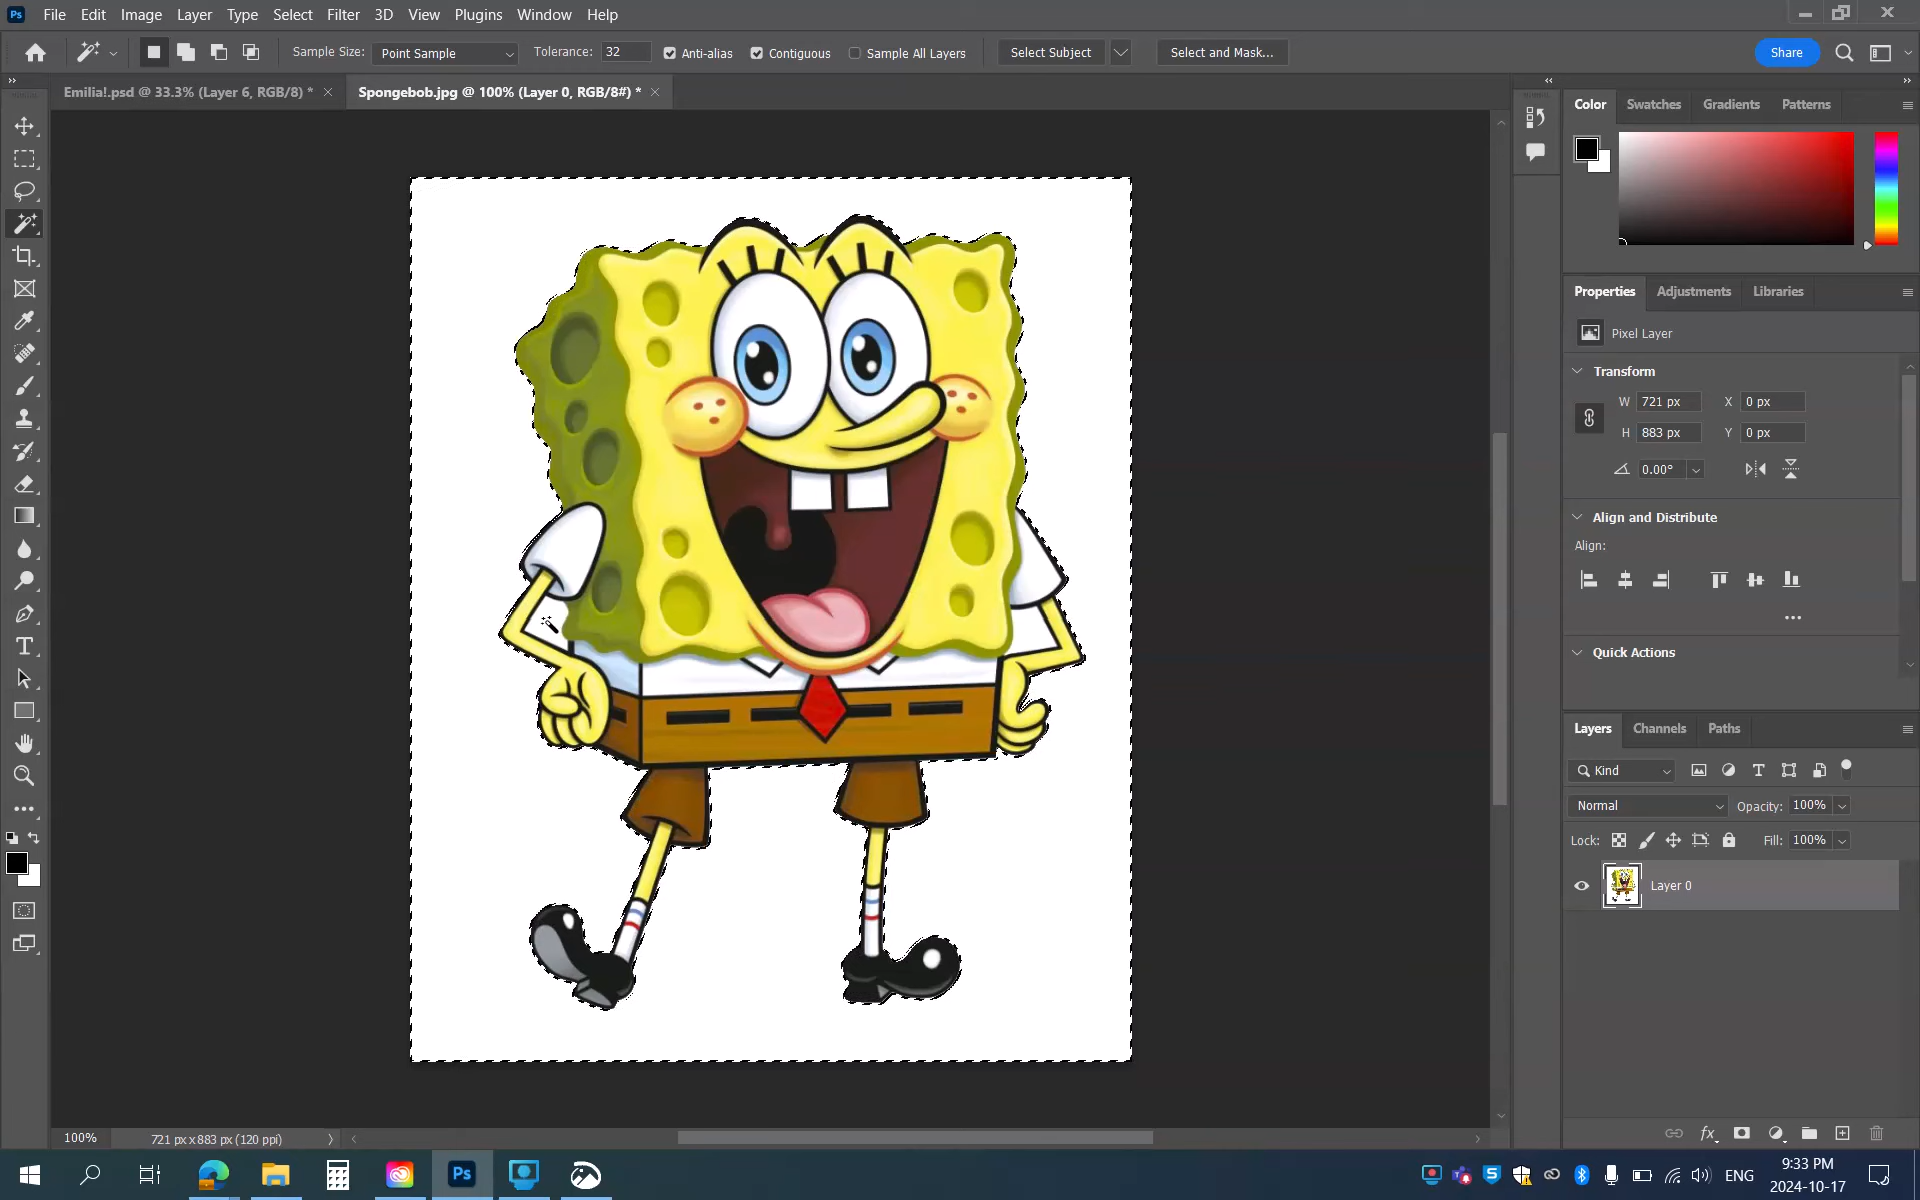 Ps File Edit Image Layer Type Select Filter 3D View Plugins Window Help
Sample Size: Point Sample Tolerance: 32 Anti-alias Contiguous Sample All Layers Select Subject Select and Mask... Share
Emilia!.psd @ 33.3% (Layer 6, RGB/8) * Spongebob.jpg @ 100% (Layer 0, RGB/8#) *
Color Swatches Gradients Patterns
Properties Adjustments Libraries
Pixel Layer
Transform
W 721 px X 0 px
H 883 px Y 0 px
0.00°
Align and Distribute
Align:
Quick Actions
Layers Channels Paths
Kind
Normal Opacity: 100%
Lock: Fill: 100%
Layer 0
fx
100% 721 px x 883 px (120 ppi)
Ps ENG
9:33 PM
2024-10-17